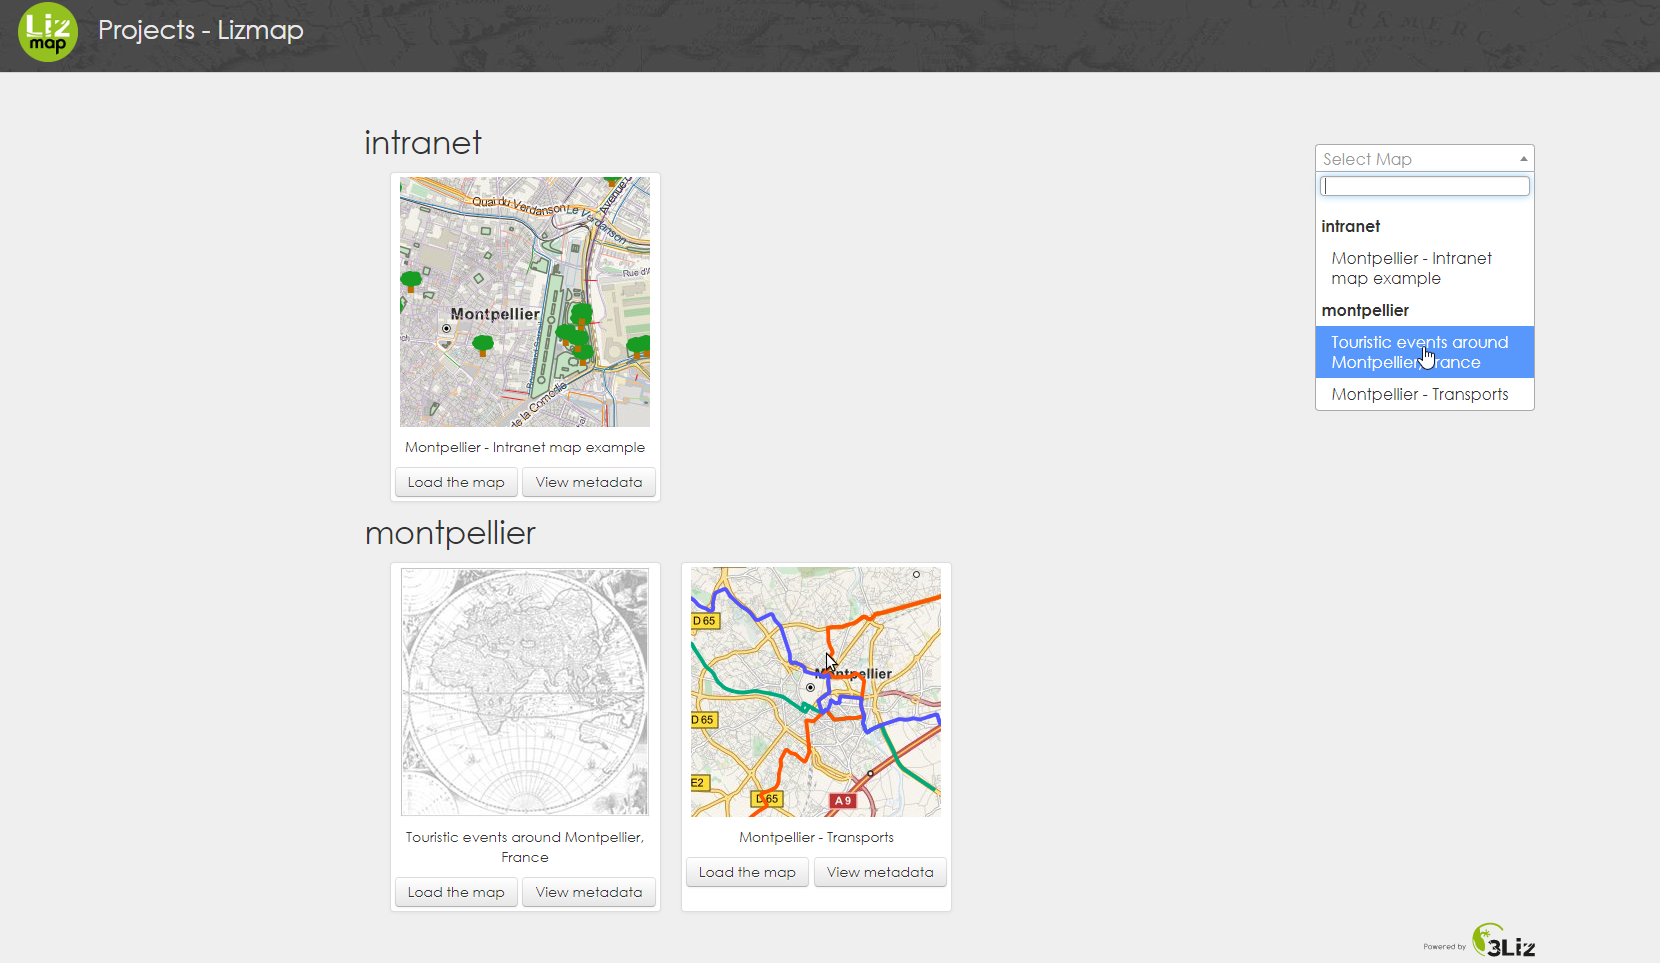 Liz
map
Projects - Lizmap
intranet
Quai du Verdanson Le Verdanson
Avenue
Rue d'A
Montpellier
de la Comédie
Montpellier - Intranet map example
Load the map
View metadata
montpellier
Touristic events around Montpellier,
France
Load the map
View metadata
D 65
Montpellier
D 65
E2
D 65
A 9
Montpellier - Transports
Load the map
View metadata
Select Map
intranet
Montpellier - Intranet
map example
montpellier
Touristic events around
Montpellier, France
Montpellier - Transports
Powered by
3Liz